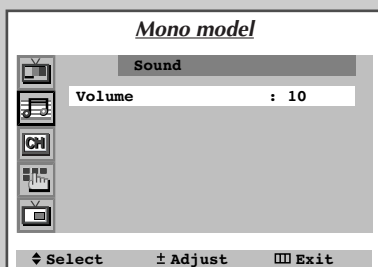 Mono model
Sound
Volume : 10
CH
Select ± Adjust Exit